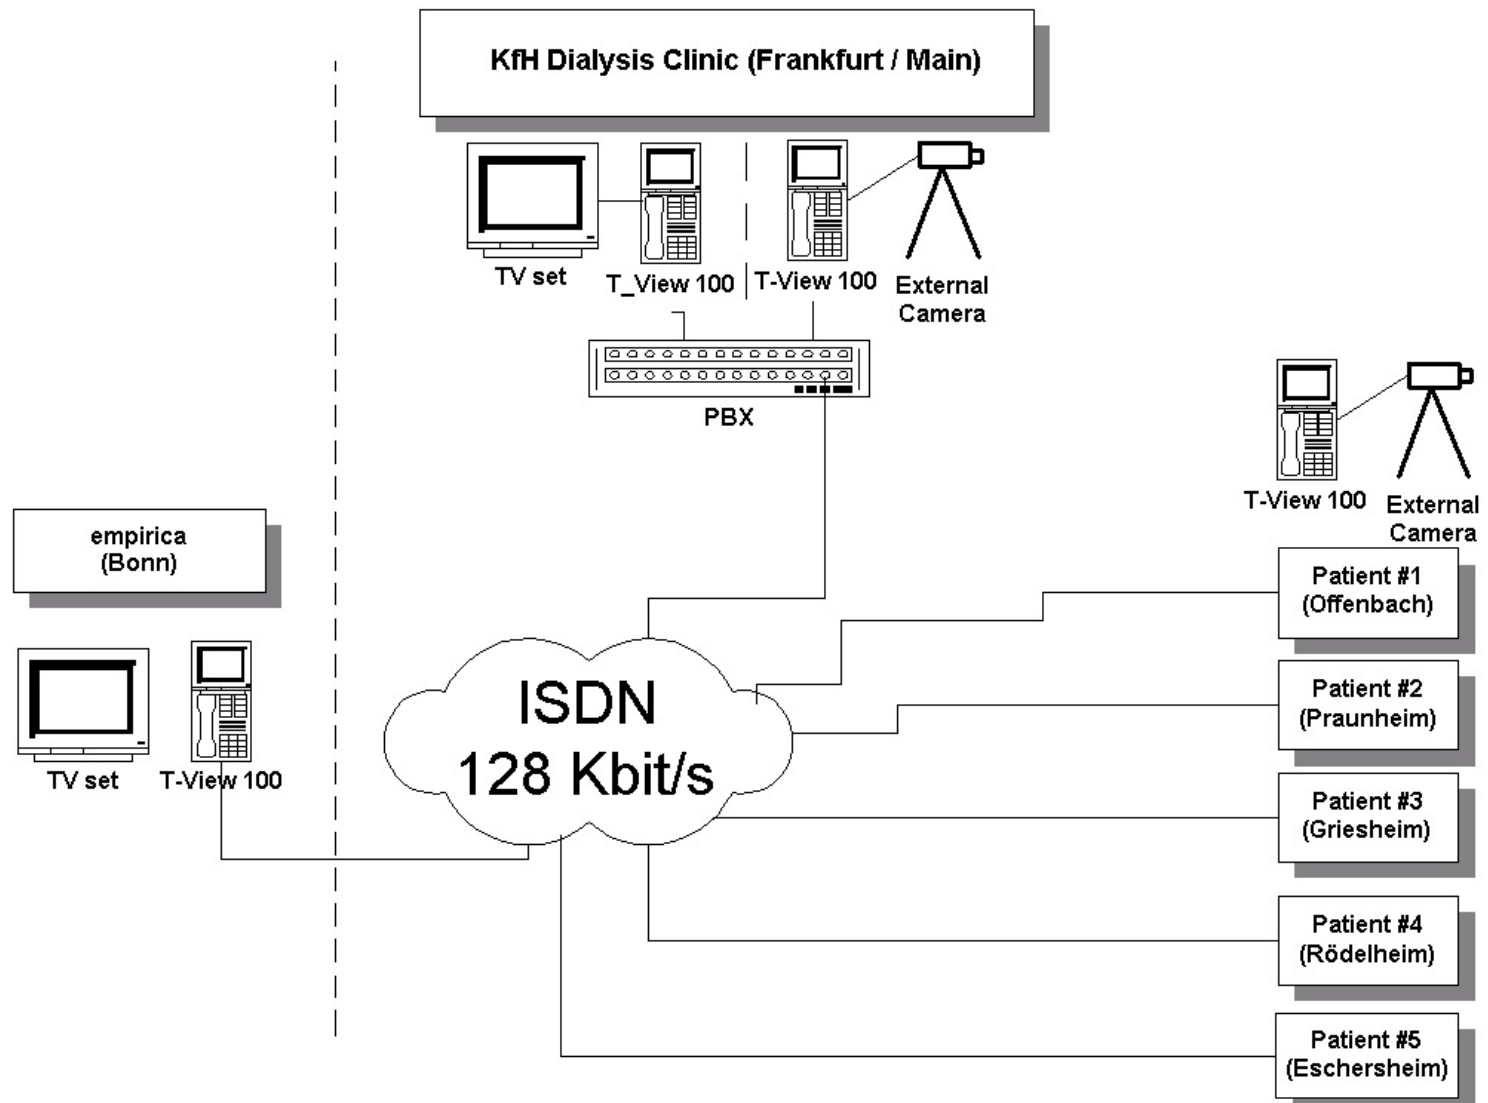 KfH Dialysis Clinic (Frankfurt / Main)
TV set
T_View 100
T-View 100
External
Camera
PBX
T-View 100
External
Camera
empirica
(Bonn)
TV set
T-View 100
ISDN
128 Kbit/s
Patient #1
(Offenbach)
Patient #2
(Praunheim)
Patient #3
(Griesheim)
Patient #4
(Rödelheim)
Patient #5
(Eschersheim)